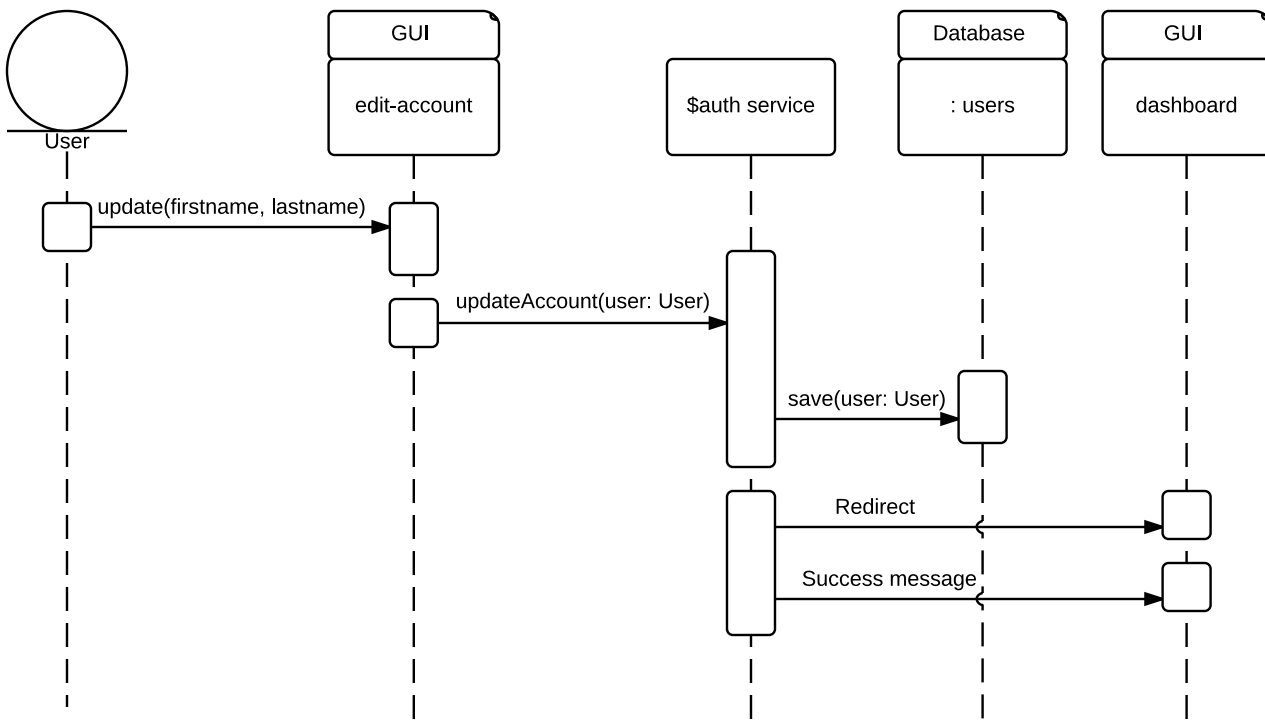 GUI
Database
GUI
edit-account
$auth service
: users
dashboard
User
update(firstname, lastname)
updateAccount(user: User)
save(user: User)
Redirect
Success message